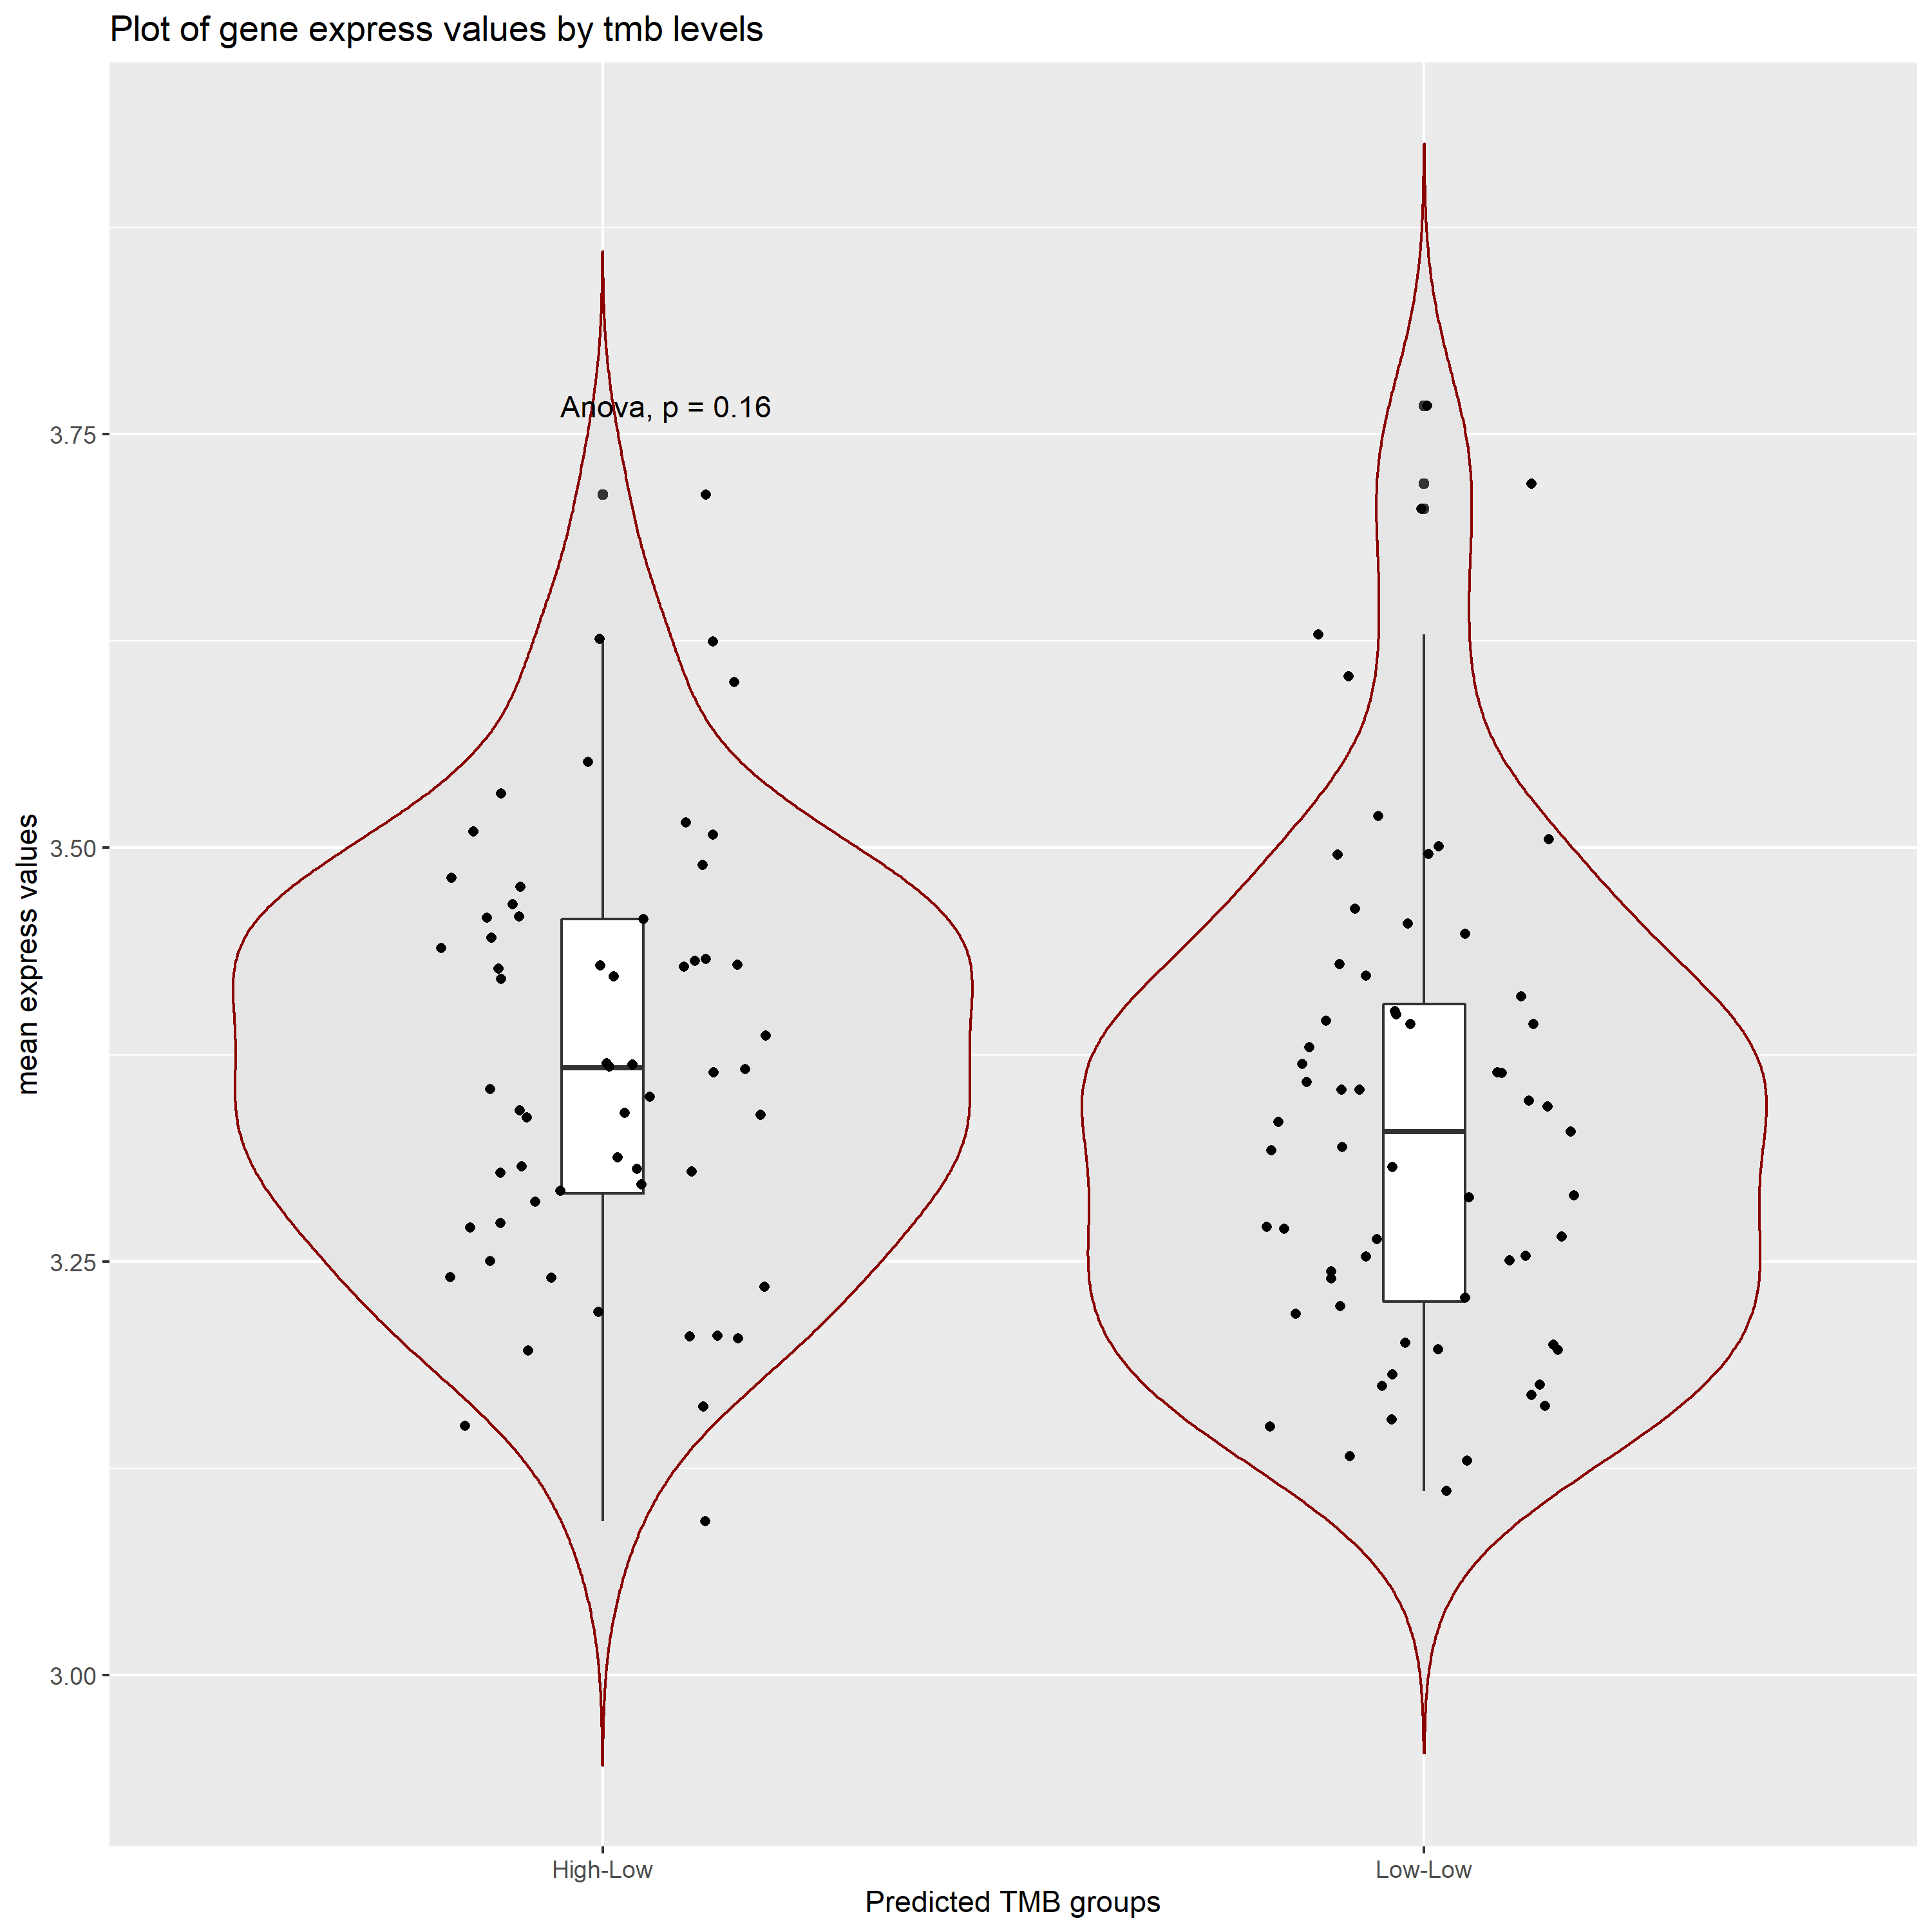 Plot of gene express values by tmb levels
Anova, p = 0.16
3.75
3.50
3.25
3.00
mean express values
High-Low
Low-Low
Predicted TMB groups